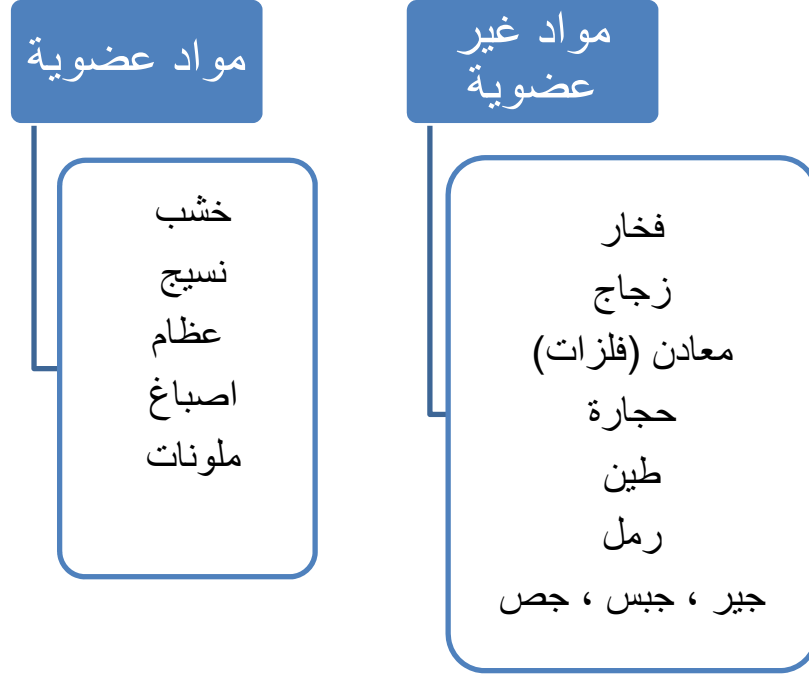 مواد غير
عضوية
فخار
زجاج
معادن (فلزات)
حجارة
طين
رمل
جير ، جبس ، جص
مواد عضوية
خشب
نسيج
عظام
اصباغ
ملونات